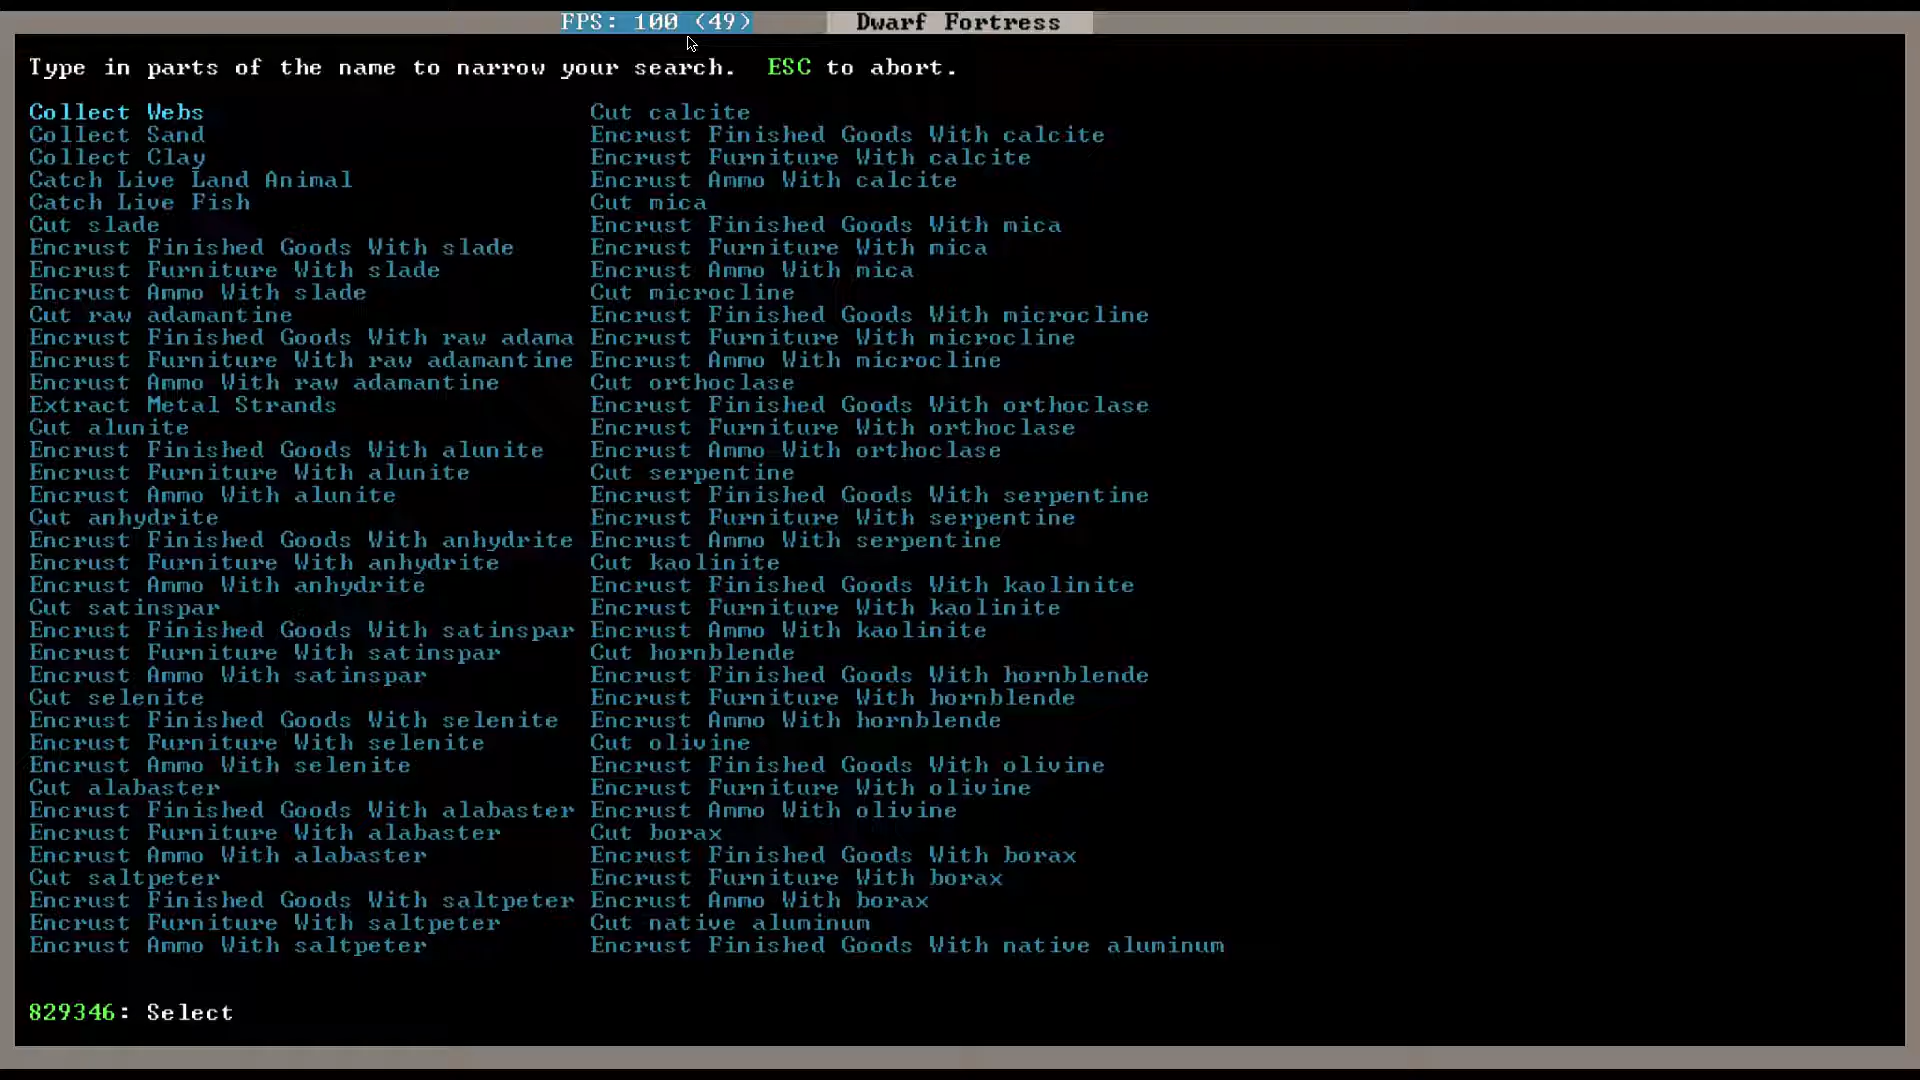 FPS: 100 (49) Dwarf Fortress
Type in parts of the name to narrow your search. ESC to abort.
Collect Webs
Collect Sand
Collect Clay
Catch Live Land Animal
Catch Live Fish
Cut slade
Encrust Finished Goods With slade
Encrust Furniture With slade
Encrust Ammo With slade
Cut raw adamantine
Encrust Finished Goods With raw adama
Encrust Furniture With raw adamantine
Encrust Ammo With raw adamantine
Extract Metal Strands
Cut alunite
Encrust Finished Goods With alunite
Encrust Furniture With alunite
Encrust Ammo With alunite
Cut anhydrite
Encrust Finished Goods With anhydrite
Encrust Furniture With anhydrite
Encrust Ammo With anhydrite
Cut satinspar
Encrust Finished Goods With satinspar
Encrust Furniture With satinspar
Encrust Ammo With satinspar
Cut selenite
Encrust Finished Goods With selenite
Encrust Furniture With selenite
Encrust Ammo With selenite
Cut alabaster
Encrust Finished Goods With alabaster
Encrust Furniture With alabaster
Encrust Ammo With alabaster
Cut saltpeter
Encrust Finished Goods With saltpeter
Encrust Furniture With saltpeter
Encrust Ammo With saltpeter
Cut calcite
Encrust Finished Goods With calcite
Encrust Furniture With calcite
Encrust Ammo With calcite
Cut mica
Encrust Finished Goods With mica
Encrust Furniture With mica
Encrust Ammo With mica
Cut microcline
Encrust Finished Goods With microcline
Encrust Furniture With microcline
Encrust Ammo With microcline
Cut orthoclase
Encrust Finished Goods With orthoclase
Encrust Furniture With orthoclase
Encrust Ammo With orthoclase
Cut serpentine
Encrust Finished Goods With serpentine
Encrust Furniture With serpentine
Encrust Ammo With serpentine
Cut kaolinite
Encrust Finished Goods With kaolinite
Encrust Furniture With kaolinite
Encrust Ammo With kaolinite
Cut hornblende
Encrust Finished Goods With hornblende
Encrust Furniture With hornblende
Encrust Ammo With hornblende
Cut olivine
Encrust Finished Goods With olivine
Encrust Furniture With olivine
Encrust Ammo With olivine
Cut borax
Encrust Finished Goods With borax
Encrust Furniture With borax
Encrust Ammo With borax
Cut native aluminum
Encrust Finished Goods With native aluminum
829346: Select